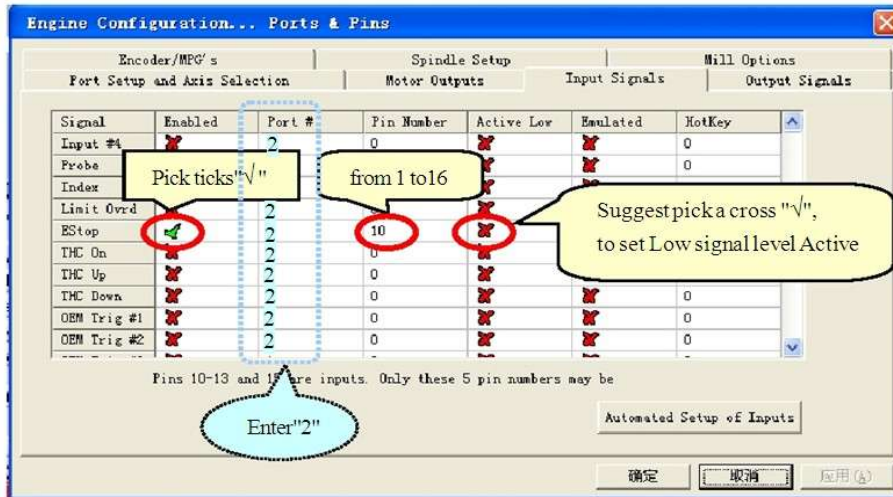 Engine Configuration... Ports & Pins
Encoder/MPG's Spindle Setup Mill Options
Port Setup and Axis Selection Motor Outputs Input Signals Output Signals
Signal Enabled Port # Pin Number Active Low Emulated HotKey
Input #4 2 0 0
Probe 0
Index
Pick ticks"√" from 1 to16
Limit Ovrd 2
Suggest pick a cross "√",
to set Low signal level Active
EStop 2 10
THC On 2 0
THC Up 2 0
THC Down 2 0 0
OEM Trig #1 2 0 0
OEM Trig #2 2 0 0
Pins 10-13 and 15 are inputs. Only these 5 pin numbers may be
Enter"2"
Automated Setup of Inputs
确定 取消 应用(A)